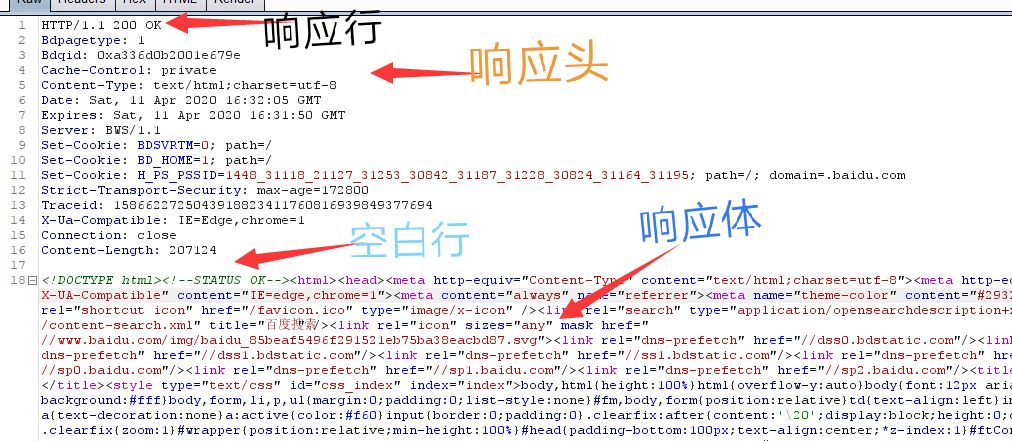 Raw Headers Hex HTML Render
1 HTTP/1.1 200 OK
响应行
2 Bdpagetype: 1
3 Bdqid: 0xa336d0b2001e679e
4 Cache-Control: private
响应头
5 Content-Type: text/html;charset=utf-8
6 Date: Sat, 11 Apr 2020 16:32:05 GMT
7 Expires: Sat, 11 Apr 2020 16:31:50 GMT
8 Server: BWS/1.1
9 Set-Cookie: BDSVRTM=0; path=/
10 Set-Cookie: BD_HOME=1; path=/
11 Set-Cookie: H_PS_PSSID=1448_31118_21127_31253_30842_31187_31228_30824_31164_31195; path=/; domain=.baidu.com
12 Strict-Transport-Security: max-age=172800
13 Traceid: 1586622725043918823411760816939849377694
14 X-Ua-Compatible: IE=Edge,chrome=1
响应体
15 Connection: close
空白行
16 Content-Length: 207124
17
18 <!DOCTYPE html><!--STATUS OK--><html><head><meta http-equiv="Content-Type" content="text/html;charset=utf-8"><meta http-eq
X-UA-Compatible" content="IE=edge,chrome=1"><meta content="always" name="referrer"><meta name="theme-color" content="#2932
rel="shortcut icon" href="/favicon.ico" type="image/x-icon" /><link rel="search" type="application/opensearchdescription+x
/content-search.xml" title="百度搜索/><link rel="icon" sizes="any" mask href="
//www.baidu.com/img/baidu_85beaf5496f291521eb75ba38eacbd87.svg"><link rel="dns-prefetch" href="//dss0.bdstatic.com"/><link
dns-prefetch" href="//dss1.bdstatic.com"/><link rel="dns-prefetch" href="//ss1.bdstatic.com"/><link rel="dns-prefetch" hre
//sp0.baidu.com"/><link rel="dns-prefetch" href="//sp1.baidu.com"/><link rel="dns-prefetch" href="//sp2.baidu.com"/><title
</title><style type="text/css" id="css_index" index="index">body,html{height:100%}html{overflow-y:auto}body{font:12px aria
background:#fff}body,form,li,p,ul{margin:0;padding:0;list-style:none}#fm,body,form{position:relative}td{text-align:left}im
a{text-decoration:none}a:active{color:#f60}input{border:0;padding:0}.clearfix:after{content:'\20';display:block;height:0;c
.clearfix{zoom:1}#wrapper{position:relative;min-height:100%}#head{padding-bottom:100px;text-align:center;*z-index:1}#ftCon